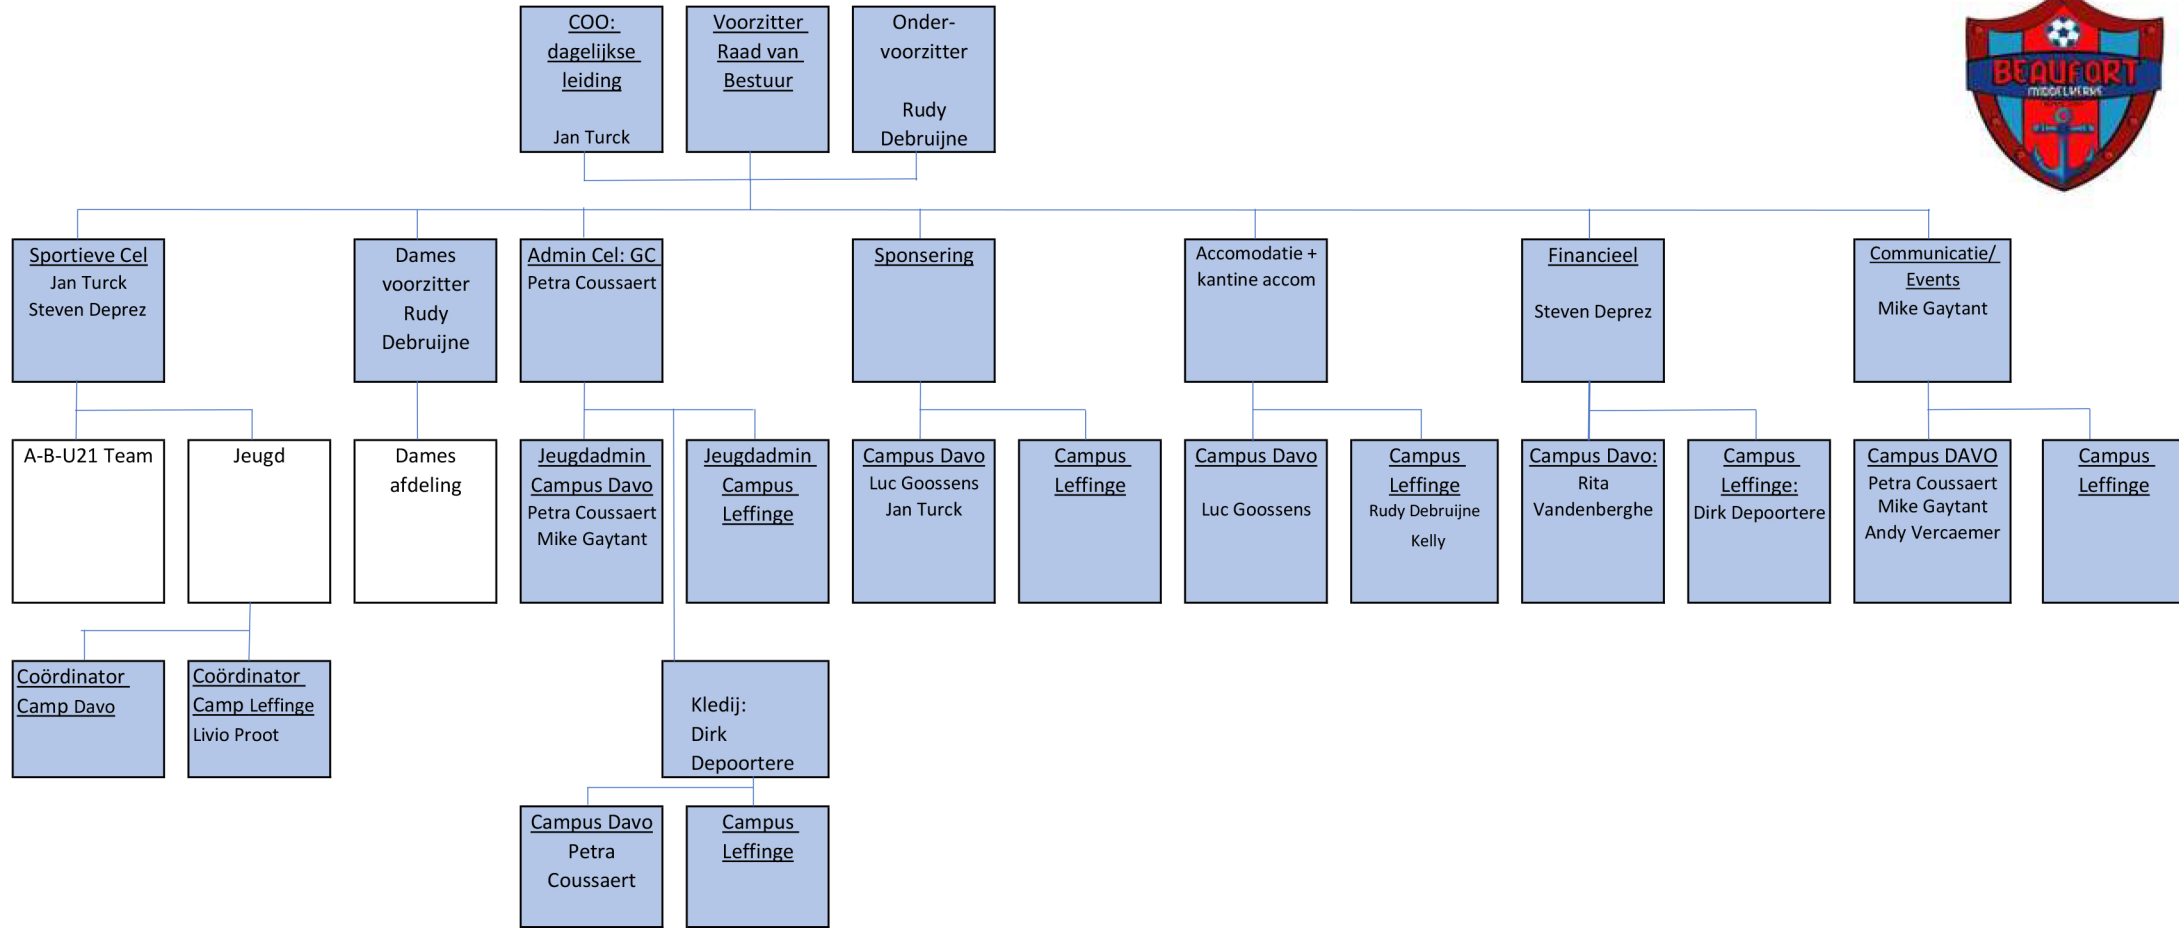 COO:
dagelijkse
leiding
Jan Turck
Voorzitter
Raad van
Bestuur
Onder-
voorzitter
Rudy
Debruijne
BEAUFORT
MIDDELKERKE
Sportieve Cel
Jan Turck
Steven Deprez
Dames
voorzitter
Rudy
Debruijne
Admin Cel: GC
Petra Coussaert
Sponsering
Accomodatie +
kantine accom
Financieel
Steven Deprez
Communicatie/
Events
Mike Gaytant
A-B-U21 Team
Jeugd
Dames
afdeling
Jeugdadmin
Campus Davo
Petra Coussaert
Mike Gaytant
Jeugdadmin
Campus
Leffinge
Campus Davo
Luc Goossens
Jan Turck
Campus
Leffinge
Campus Davo
Luc Goossens
Campus
Leffinge
Rudy Debruijne
Kelly
Campus Davo:
Rita
Vandenberghe
Campus
Leffinge:
Dirk Depoortere
Campus DAVO
Petra Coussaert
Mike Gaytant
Andy Vercaemer
Campus
Leffinge
Coördinator
Camp Davo
Coördinator
Camp Leffinge
Livio Proot
Kledij:
Dirk
Depoortere
Campus Davo
Petra
Coussaert
Campus
Leffinge